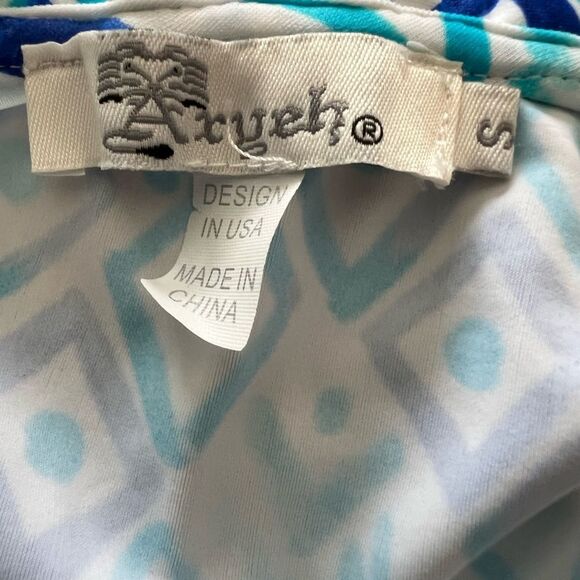 Aryeh®
S
DESIGN
IN USA
MADE IN
CHINA